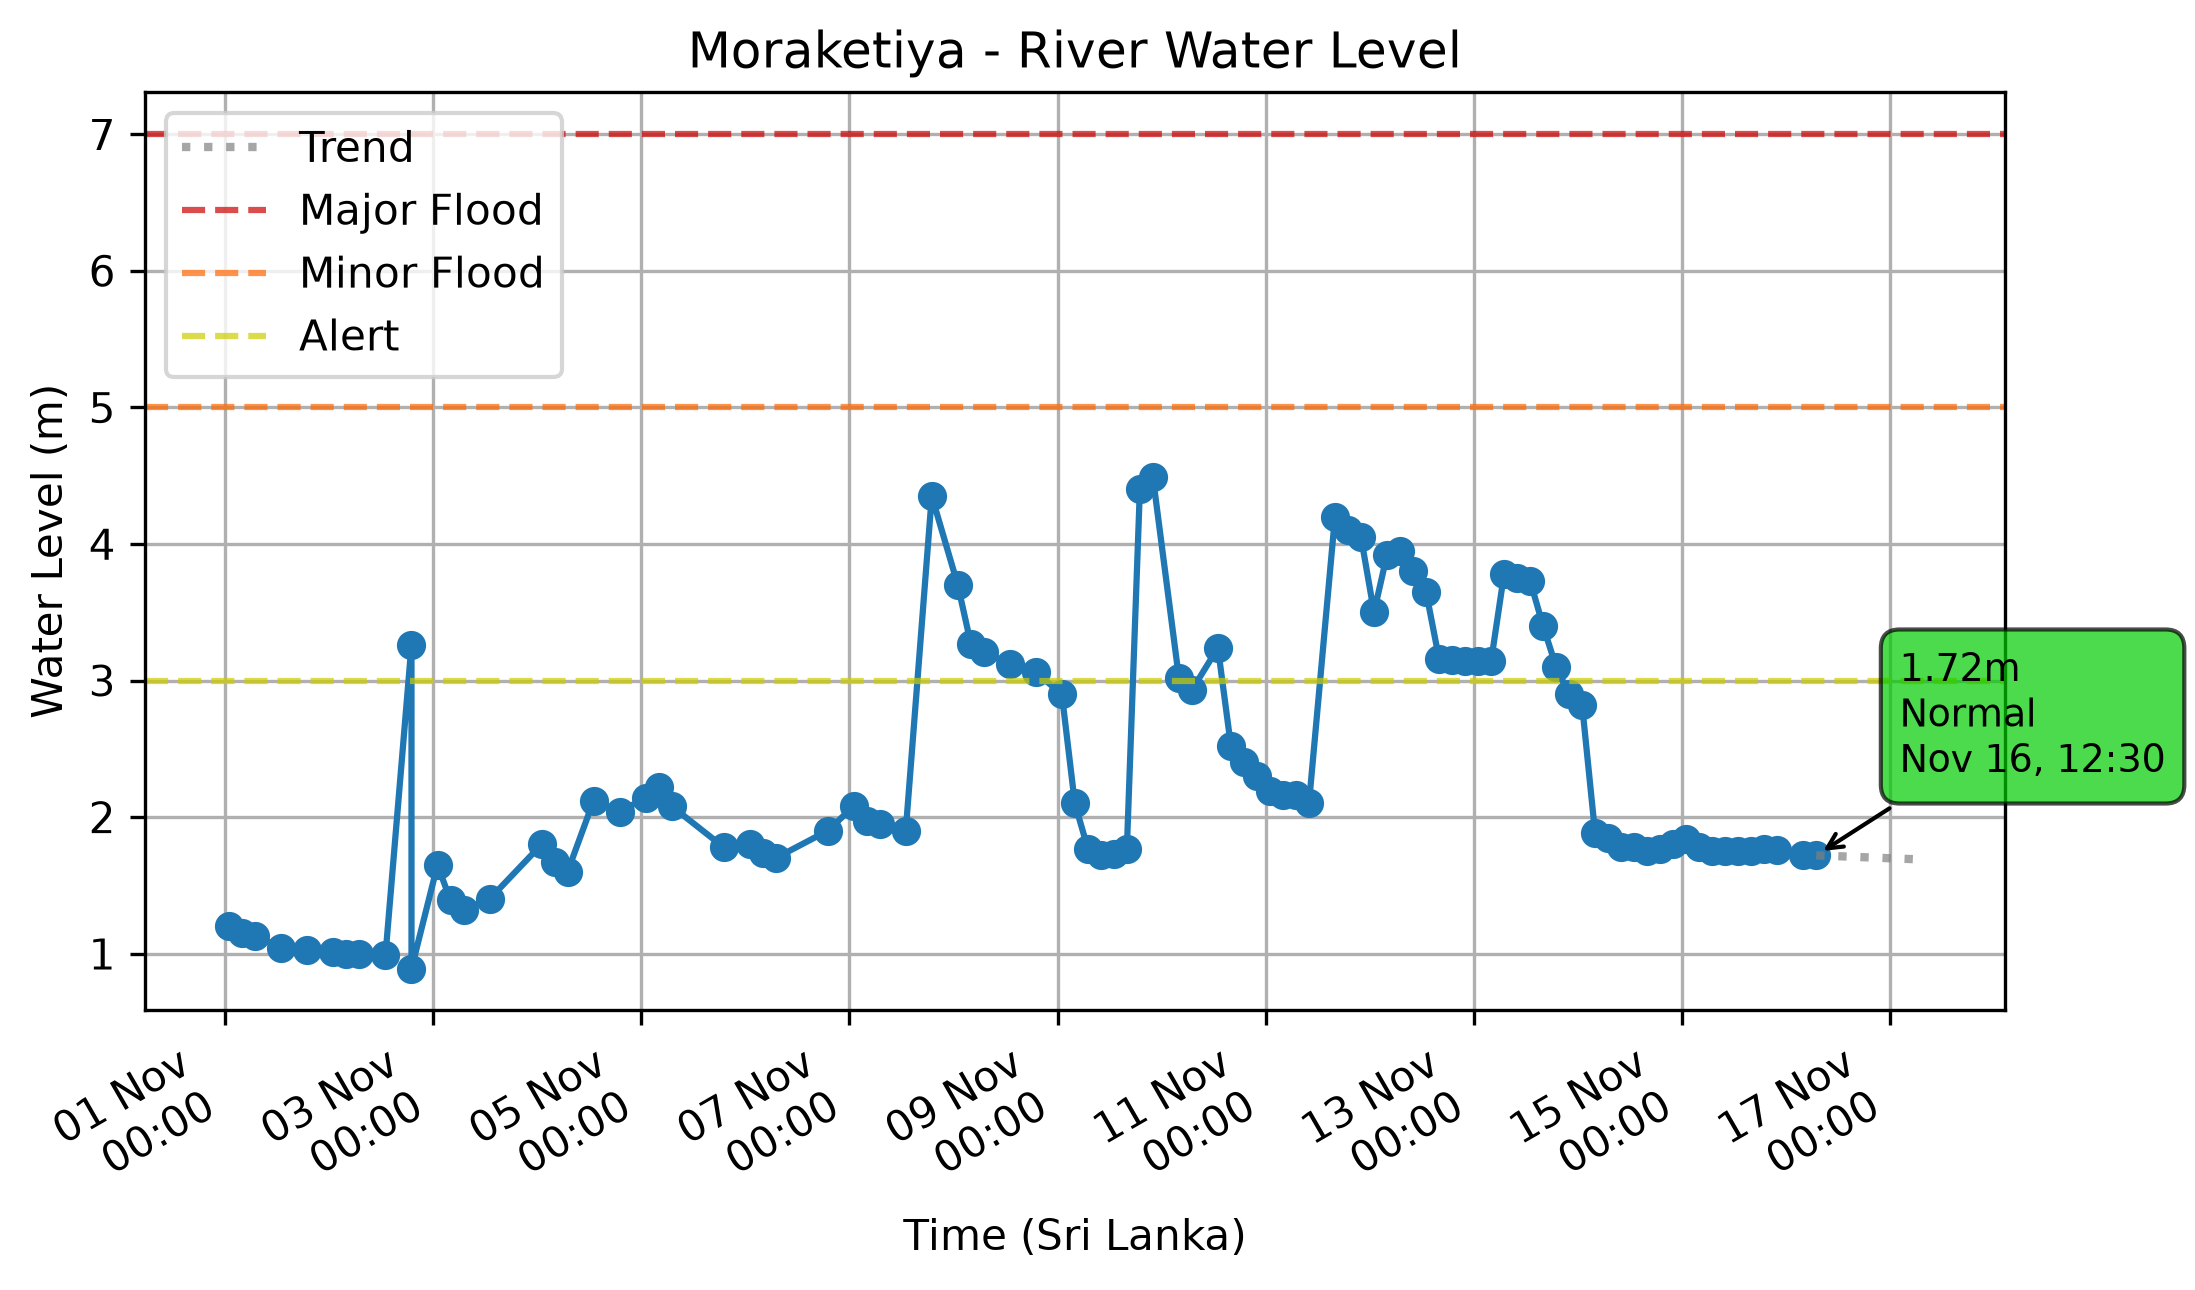 Moraketiya - River Water Level
Trend
Major Flood
Minor Flood
Alert
7
6
5
4
3
2
1
Water Level (m)
1.72m
Normal
Nov 16, 12:30
01 Nov
00:00
03 Nov
00:00
05 Nov
00:00
07 Nov
00:00
09 Nov
00:00
11 Nov
00:00
13 Nov
00:00
15 Nov
00:00
17 Nov
00:00
Time (Sri Lanka)